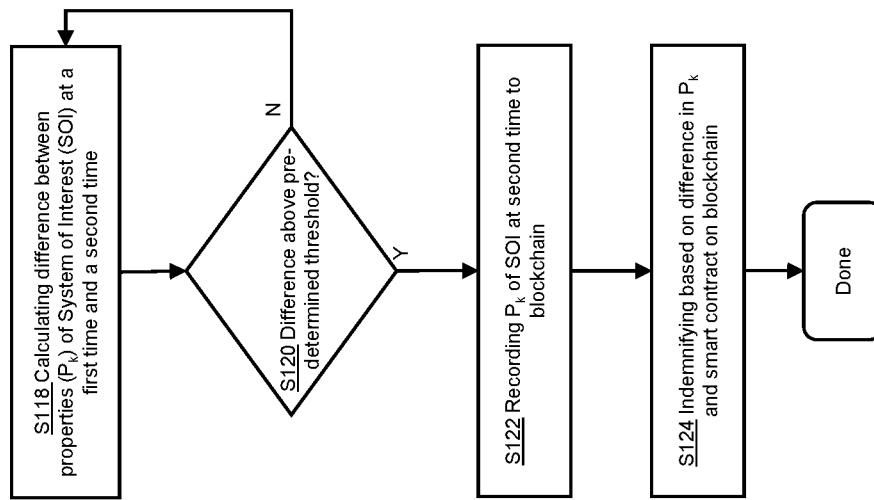 S118 Calculating difference between
properties (Pk) of System of Interest (SOI) at a
first time and a second time
N
S120 Difference above pre-
determined threshold?
Y
S122 Recording Pk of SOI at second time to
blockchain
S124 Indemnifying based on difference in Pk
and smart contract on blockchain
Done